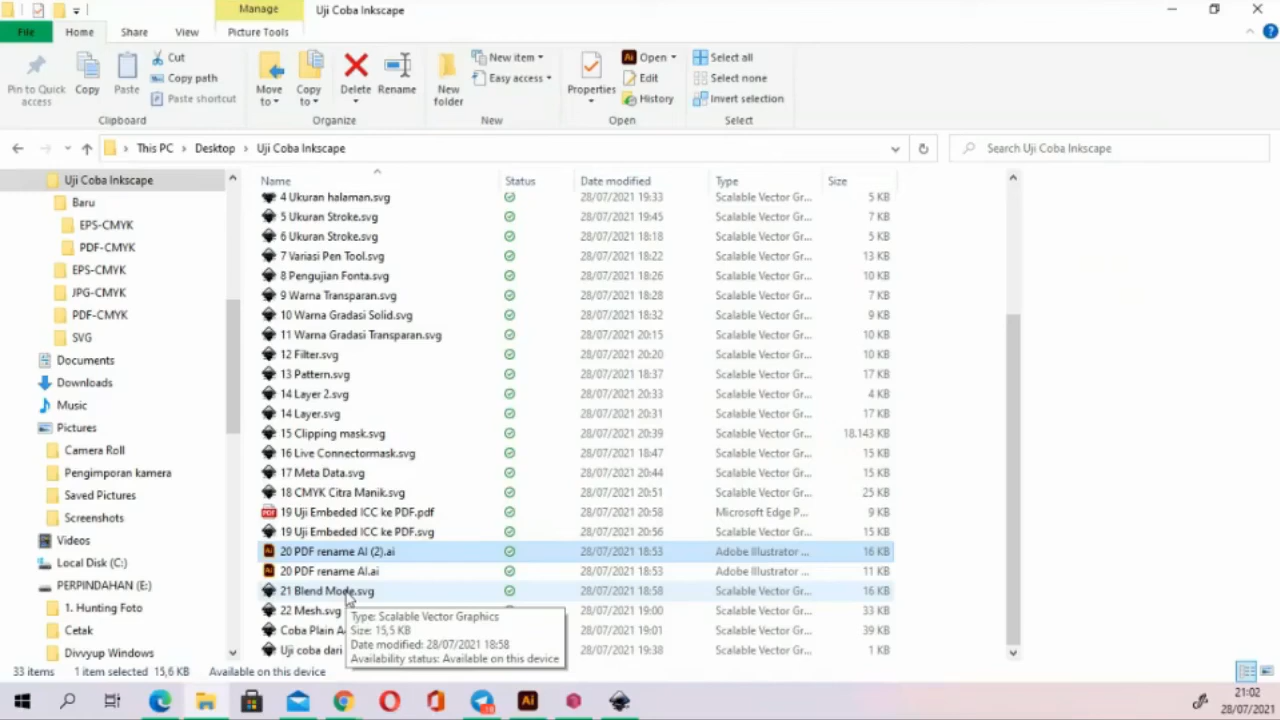 Manage
Uji Coba Inkscape
File
Home
Share
View
Picture Tools
Pin to Quick access
Copy
Paste
Cut
Copy path
Paste shortcut
Clipboard
Move to
Copy to
Delete
Rename
Organize
New folder
New item
Easy access
New
Properties
Open
Edit
History
Open
Select all
Select none
Invert selection
Select
This PC > Desktop > Uji Coba Inkscape
Search Uji Coba Inkscape
Uji Coba Inkscape
Baru
EPS-CMYK
PDF-CMYK
EPS-CMYK
JPG-CMYK
PDF-CMYK
SVG
Documents
Downloads
Music
Pictures
Camera Roll
Pengimporan kamera
Saved Pictures
Screenshots
Videos
Local Disk (C:)
PERPINDAHAN (E:)
1. Hunting Foto
Cetak
Divvyup Windows
Name Status Date modified Type Size
4 Ukuran halaman.svg 28/07/2021 19:33 Scalable Vector Gr... 5 KB
5 Ukuran Stroke.svg 28/07/2021 19:45 Scalable Vector Gr... 7 KB
6 Ukuran Stroke.svg 28/07/2021 18:18 Scalable Vector Gr... 5 KB
7 Variasi Pen Tool.svg 28/07/2021 18:22 Scalable Vector Gr... 13 KB
8 Pengujian Fonta.svg 28/07/2021 18:26 Scalable Vector Gr... 10 KB
9 Warna Transparan.svg 28/07/2021 18:28 Scalable Vector Gr... 7 KB
10 Warna Gradasi Solid.svg 28/07/2021 18:32 Scalable Vector Gr... 9 KB
11 Warna Gradasi Transparan.svg 28/07/2021 20:15 Scalable Vector Gr... 10 KB
12 Filter.svg 28/07/2021 20:20 Scalable Vector Gr... 10 KB
13 Pattern.svg 28/07/2021 18:37 Scalable Vector Gr... 17 KB
14 Layer 2.svg 28/07/2021 20:33 Scalable Vector Gr... 4 KB
14 Layer.svg 28/07/2021 20:31 Scalable Vector Gr... 17 KB
15 Clipping mask.svg 28/07/2021 20:39 Scalable Vector Gr... 18.143 KB
16 Live Connectormask.svg 28/07/2021 18:47 Scalable Vector Gr... 15 KB
17 Meta Data.svg 28/07/2021 20:44 Scalable Vector Gr... 15 KB
18 CMYK Citra Manik.svg 28/07/2021 20:51 Scalable Vector Gr... 25 KB
19 Uji Embeded ICC ke PDF.pdf 28/07/2021 20:58 Microsoft Edge P... 9 KB
19 Uji Embeded ICC ke PDF.svg 28/07/2021 20:56 Scalable Vector Gr... 15 KB
20 PDF rename AI (2).ai 28/07/2021 18:53 Adobe Illustrator ... 16 KB
20 PDF rename AI.ai 28/07/2021 18:53 Adobe Illustrator ... 11 KB
21 Blend Mode.svg 28/07/2021 18:58 Scalable Vector Gr... 16 KB
22 Mesh.svg 28/07/2021 19:00 Scalable Vector Gr... 33 KB
Coba Plain 28/07/2021 19:01 Scalable Vector Gr... 39 KB
Uji coba dari 28/07/2021 19:38 Scalable Vector Gr... 1 KB
Type: Scalable Vector Graphics
Size: 15,5 KB
Date modified: 28/07/2021 18:58
Availability status: Available on this device
33 items 1 item selected 15,6 KB Available on this device
21:02
28/07/2021